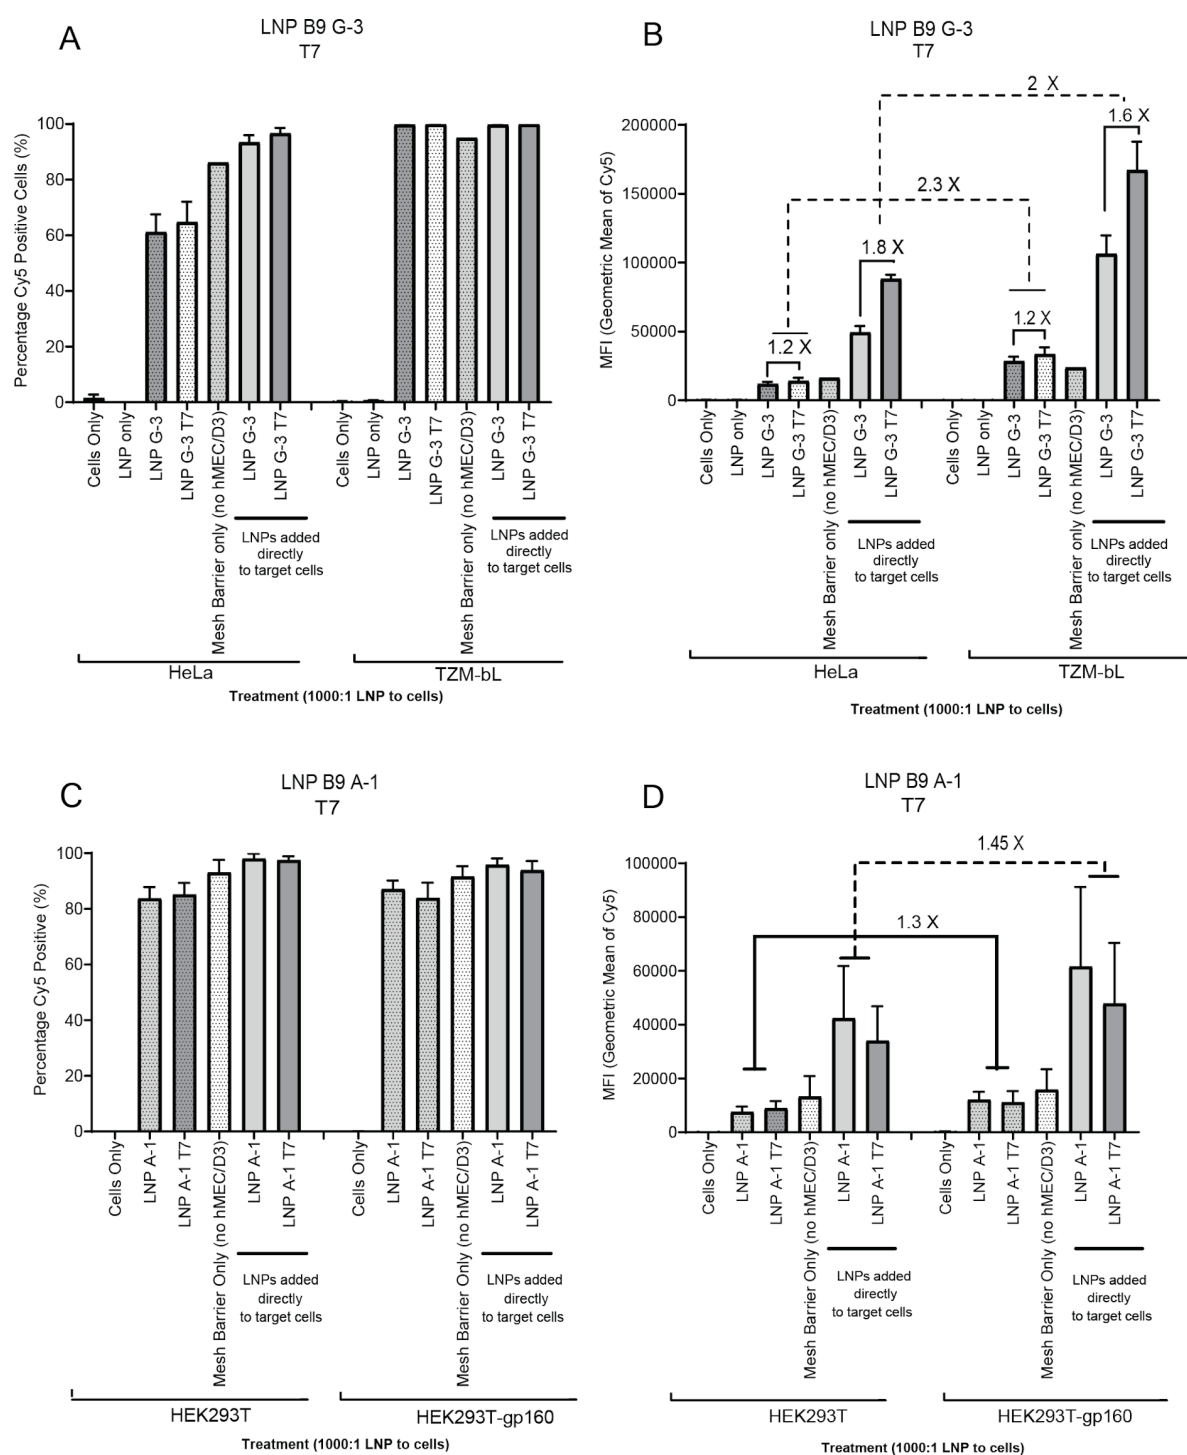 A
LNP B9 G-3
T7
Percentage Cy5 Positive Cells (%)
100
80
60
40
20
0
Cells Only
LNP only
LNP G-3
LNP G-3 T7
Mesh Barrier only (no hMEC/D3)
LNP G-3
LNP G-3 T7
Cells Only
LNP only
LNP G-3
LNP G-3 T7
Mesh Barrier only (no hMEC/D3)
LNP G-3
LNP G-3 T7
LNPs added
directly
to target cells
LNPs added
directly
to target cells
HeLa
TZM-bL
Treatment (1000:1 LNP to cells)
B
LNP B9 G-3
T7
MFI (Geometric Mean of Cy5)
200000
150000
100000
50000
0
2 X
1.6 X
2.3 X
1.8 X
1.2 X
1.2 X
Cells Only
LNP only
LNP G-3
LNP G-3 T7
Mesh Barrier only (no hMEC/D3)
LNP G-3
LNP G-3 T7
Cells Only
LNP only
LNP G-3
LNP G-3 T7
Mesh Barrier only (no hMEC/D3)
LNP G-3
LNP G-3 T7
LNPs added
directly
to target cells
LNPs added
directly
to target cells
HeLa
TZM-bL
Treatment (1000:1 LNP to cells)
C
LNP B9 A-1
T7
Percentage Cy5 Positive (%)
100
80
60
40
20
0
Cells Only
LNP A-1
LNP A-1 T7
Mesh Barrier Only (no hMEC/D3)
LNP A-1
LNP A-1 T7
Cells Only
LNP A-1
LNP A-1 T7
Mesh Barrier Only (no hMEC/D3)
LNP A-1
LNP A-1 T7
LNPs added
directly
to target cells
LNPs added
directly
to target cells
HEK293T
HEK293T-gp160
Treatment (1000:1 LNP to cells)
D
LNP B9 A-1
T7
MFI (Geometric Mean of Cy5)
100000
80000
60000
40000
20000
0
1.45 X
1.3 X
Cells Only
LNP A-1
LNP A-1 T7
Mesh Barrier Only (no hMEC/D3)
LNP A-1
LNP A-1 T7
Cells Only
LNP A-1
LNP A-1 T7
Mesh Barrier Only (no hMEC/D3)
LNP A-1
LNP A-1 T7
LNPs added
directly
to target cells
LNPs added
directly
to target cells
HEK293T
HEK293T-gp160
Treatment (1000:1 LNP to cells)